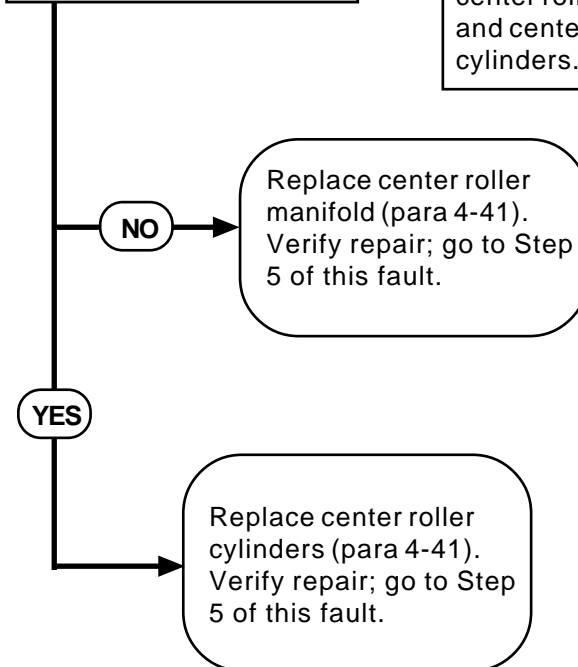 center roll
and cente
cylinders.
Replace center roller
manifold (para 4-41).
Verify repair; go to Step
5 of this fault.
NO
YES
Replace center roller
cylinders (para 4-41).
Verify repair; go to Step
5 of this fault.